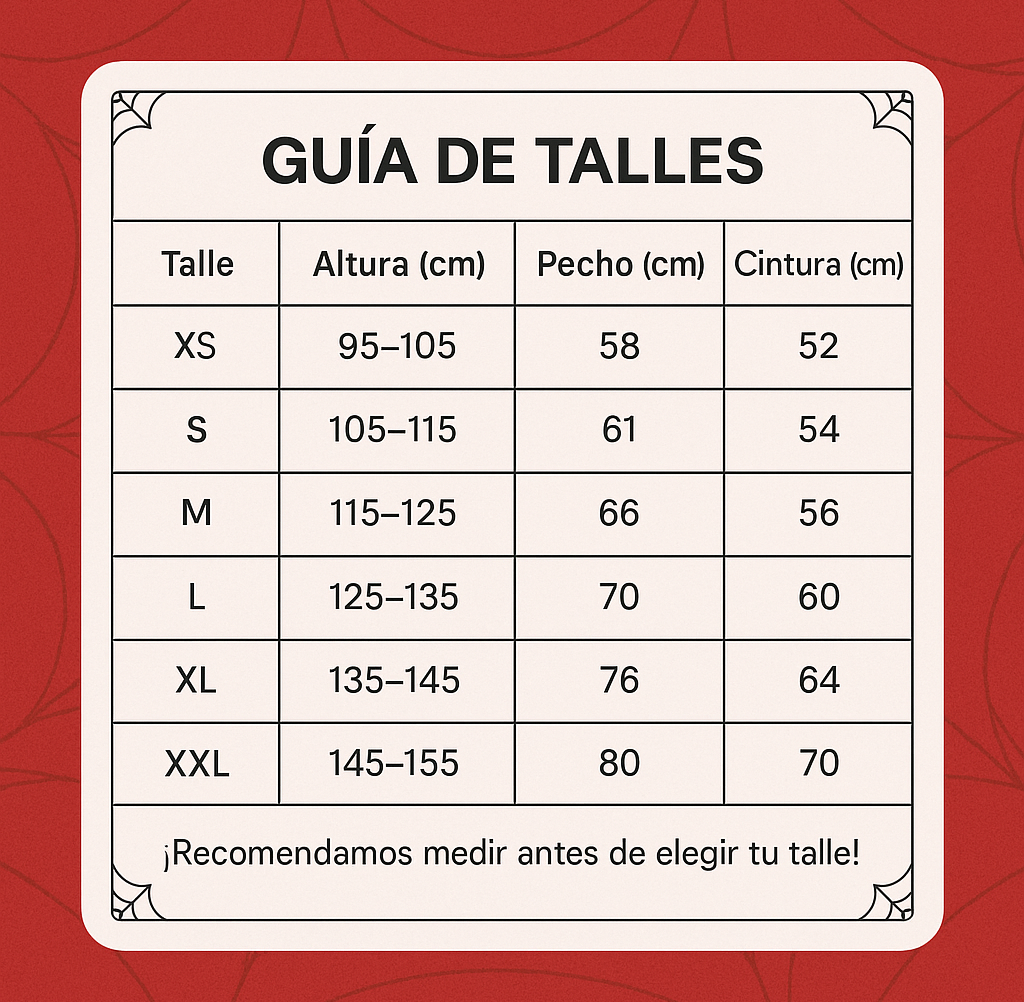 GUÍA DE TALLES
Talle Altura (cm) Pecho (cm) Cintura (cm)
XS 95–105 58 52
S 105–115 61 54
M 115–125 66 56
L 125–135 70 60
XL 135–145 76 64
XXL 145–155 80 70
¡Recomendamos medir antes de elegir tu talle!